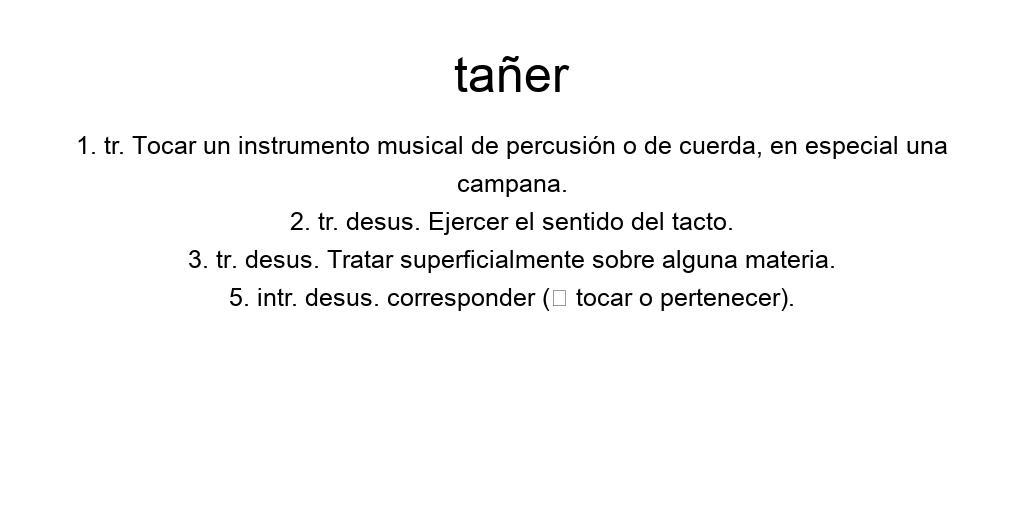 tañer
1. tr. Tocar un instrumento musical de percusión o de cuerda, en especial una
campana.
2. tr. desus. Ejercer el sentido del tacto.
3. tr. desus. Tratar superficialmente sobre alguna materia.
5. intr. desus. corresponder (□ tocar o pertenecer).